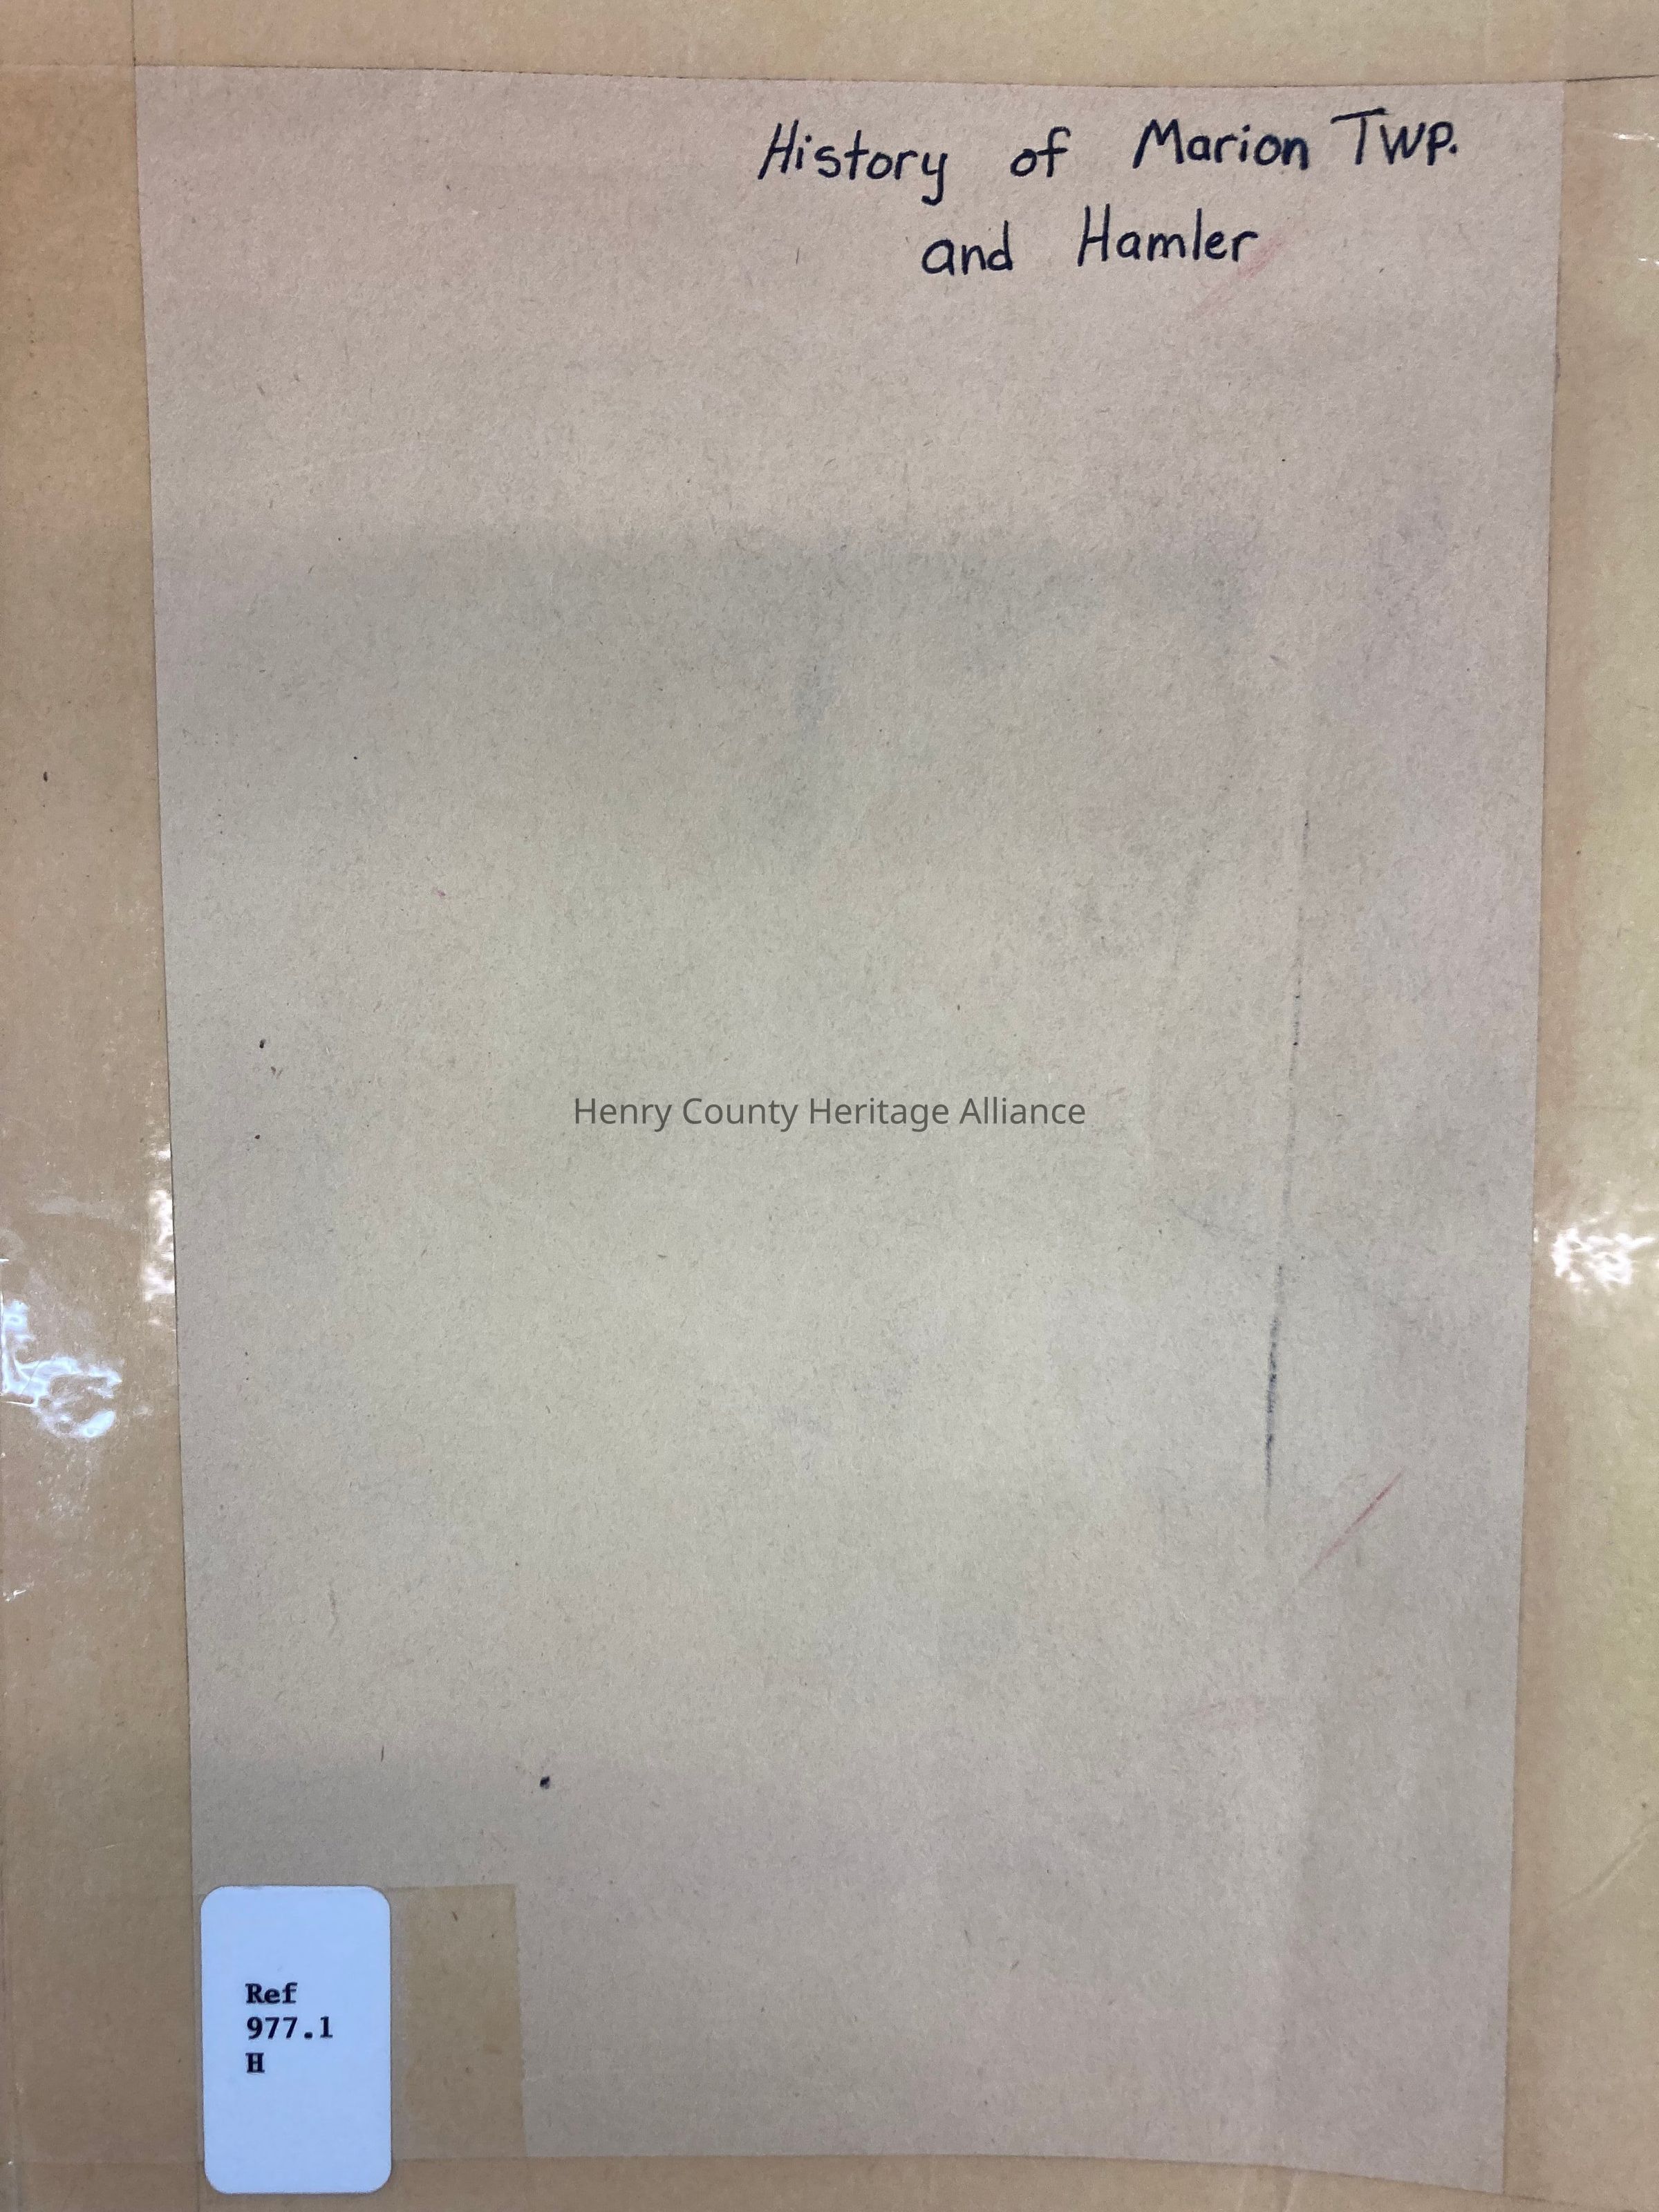 History of Marion TWP.
and Hamler
Henry County Heritage Alliance
Ref
977.1
H